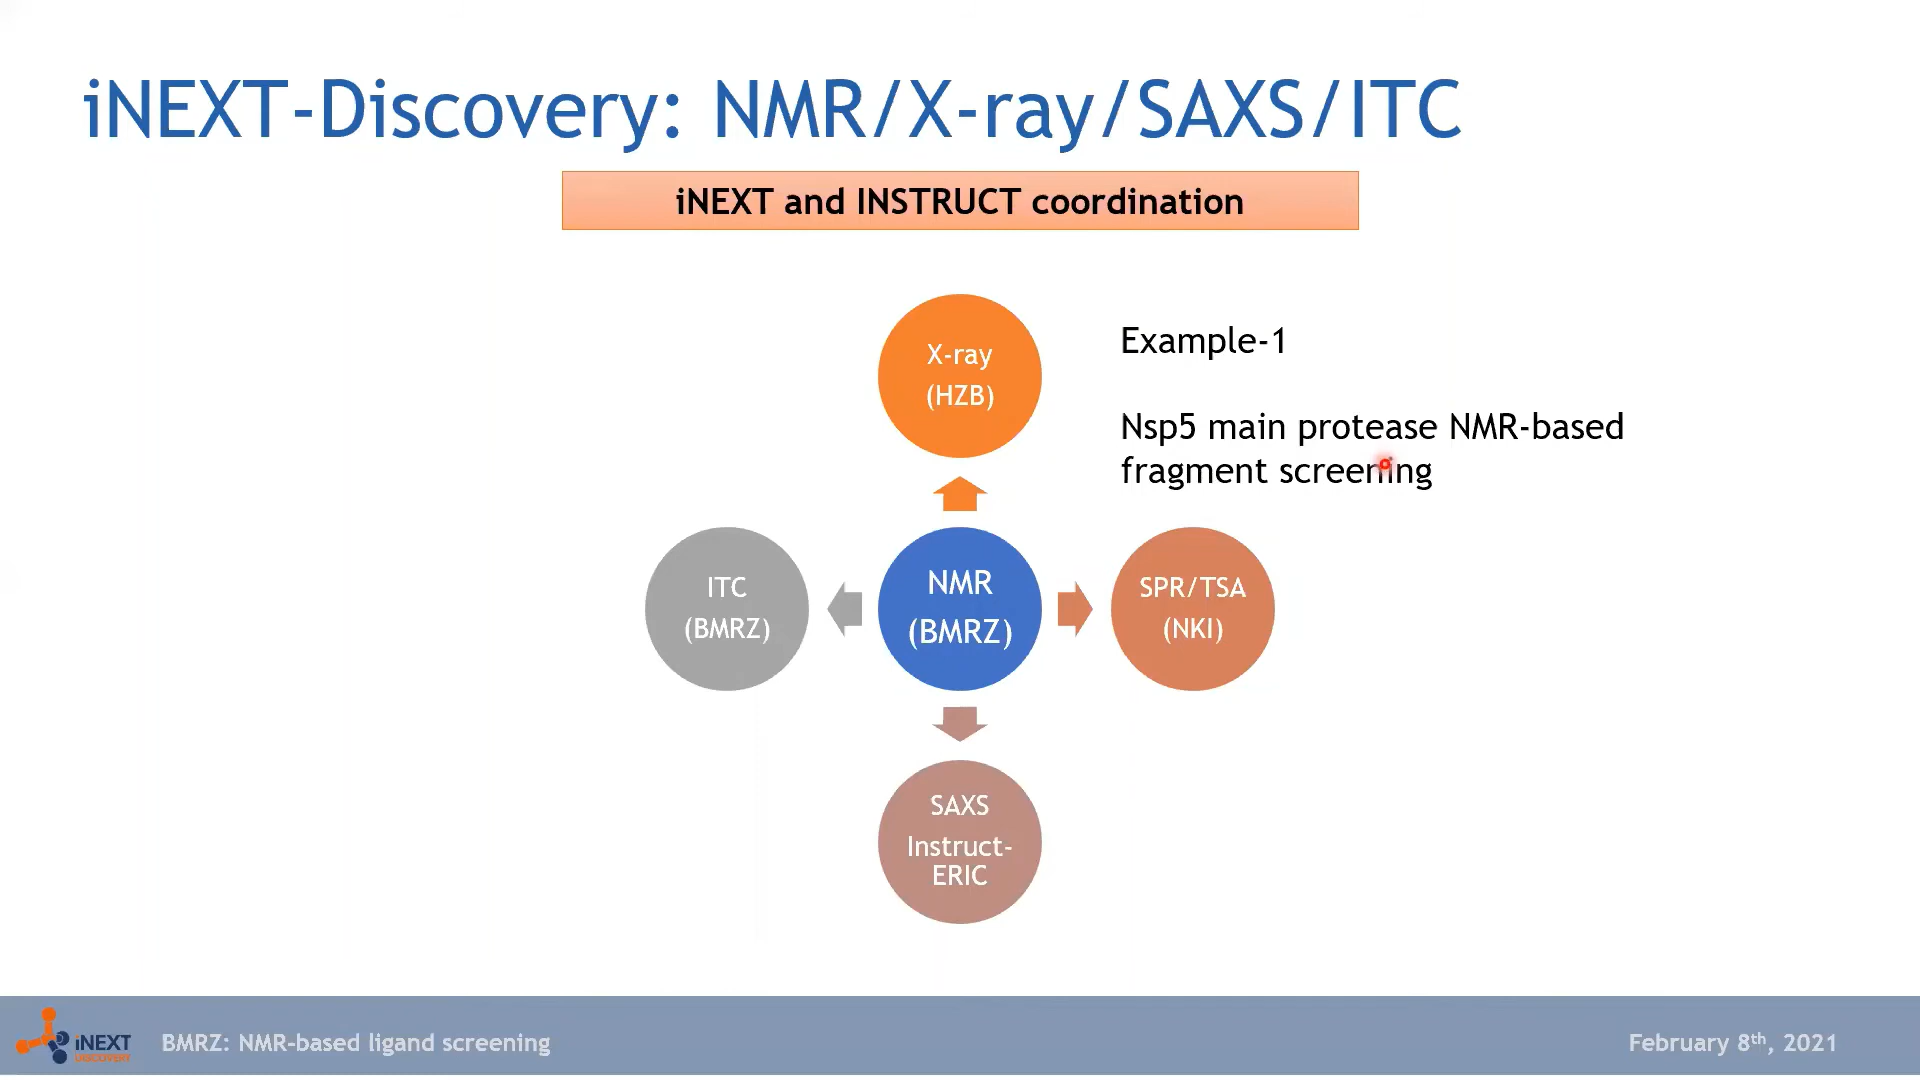 iNEXT-Discovery: NMR/X-ray/SAXS/ITC
iNEXT and INSTRUCT coordination
X-ray
(HZB)
Example-1
Nsp5 main protease NMR-based
fragment screening
ITC
(BMRZ)
NMR
(BMRZ)
SPR/TSA
(NKI)
SAXS
Instruct-
ERIC
iNEXT
DISCOVERY
BMRZ: NMR-based ligand screening
February 8th, 2021